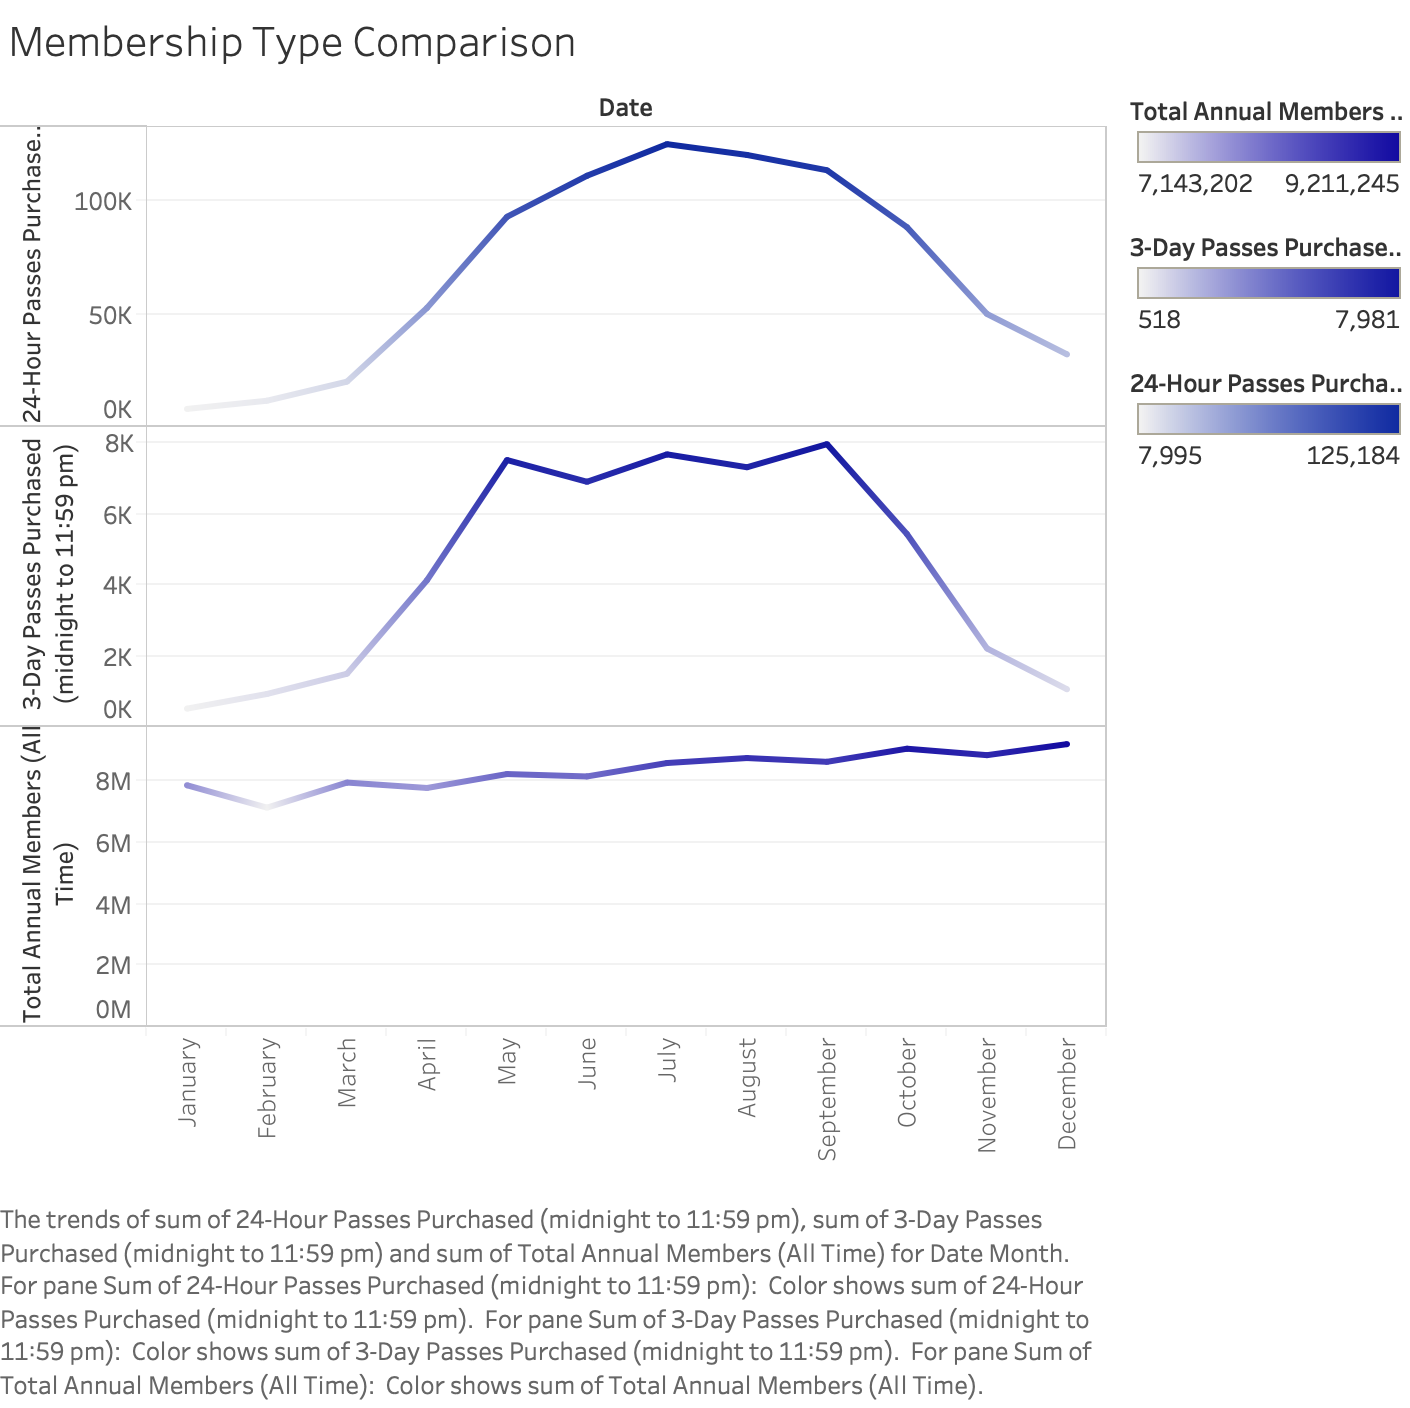 Membership Type Comparison
Date
24-Hour Passes Purchase..
100K
50K
0K
3-Day Passes Purchased
(midnight to 11:59 pm)
8K
6K
4K
2K
0K
Total Annual Members (All
Time)
8M
6M
4M
2M
0M
January
February
March
April
May
June
July
August
September
October
November
December
Total Annual Members ..
7,143,202 9,211,245
3-Day Passes Purchase..
518 7,981
24-Hour Passes Purcha..
7,995 125,184
The trends of sum of 24-Hour Passes Purchased (midnight to 11:59 pm), sum of 3-Day Passes
Purchased (midnight to 11:59 pm) and sum of Total Annual Members (All Time) for Date Month.
For pane Sum of 24-Hour Passes Purchased (midnight to 11:59 pm):  Color shows sum of 24-Hour
Passes Purchased (midnight to 11:59 pm).  For pane Sum of 3-Day Passes Purchased (midnight to
11:59 pm):  Color shows sum of 3-Day Passes Purchased (midnight to 11:59 pm).  For pane Sum of
Total Annual Members (All Time):  Color shows sum of Total Annual Members (All Time).